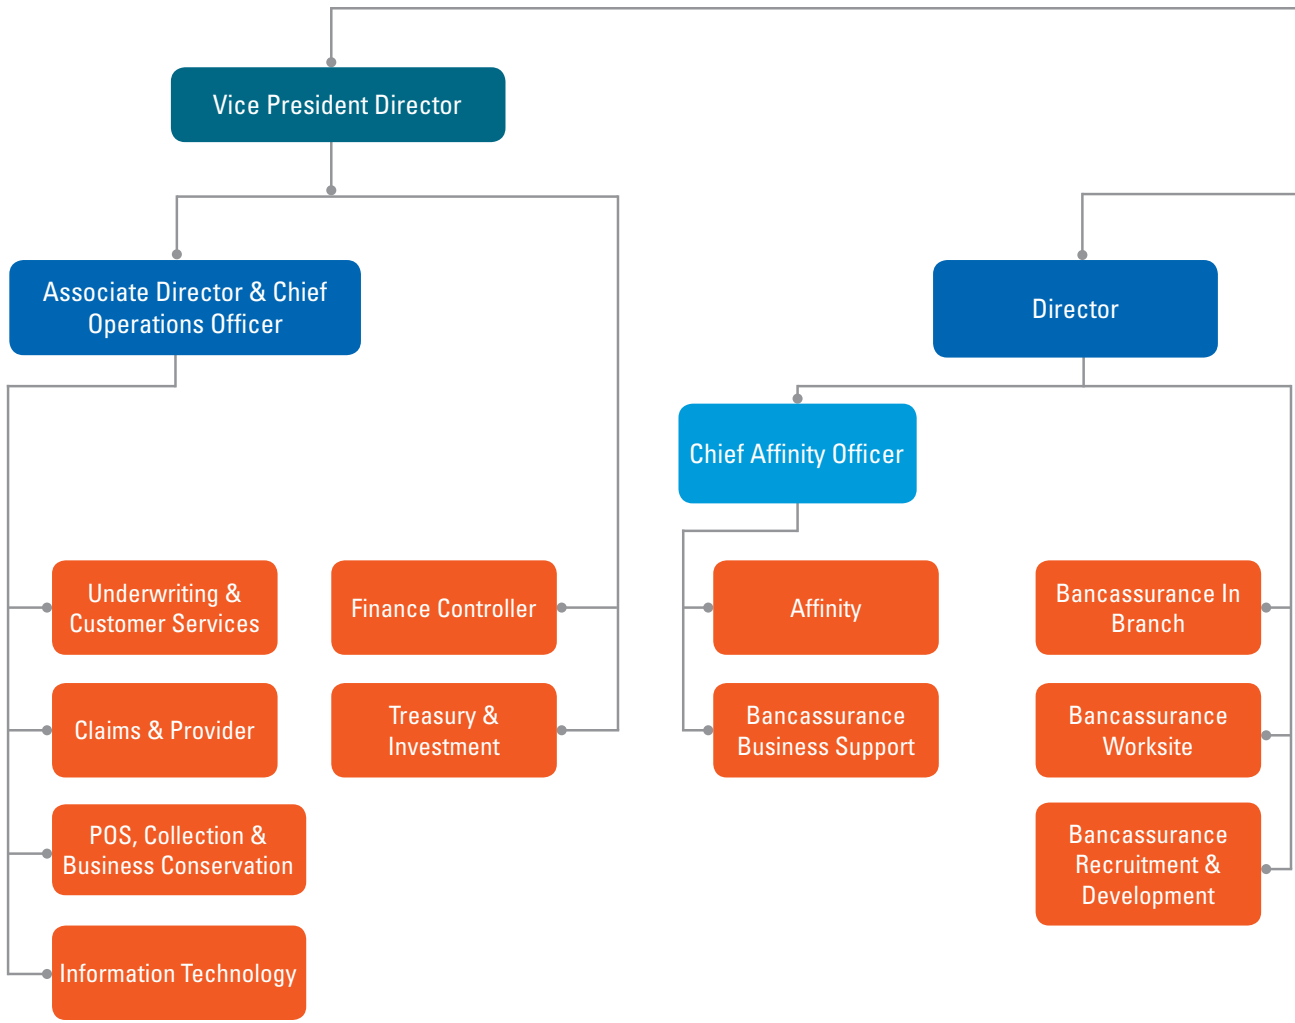 Vice President Director
Associate Director & Chief
Operations Officer
Director
Chief Affinity Officer
Underwriting &
Customer Services
Finance Controller
Affinity
Bancassurance In
Branch
Claims & Provider
Treasury &
Investment
Bancassurance
Business Support
Bancassurance
Worksite
POS, Collection &
Business Conservation
Bancassurance
Recruitment &
Development
Information Technology